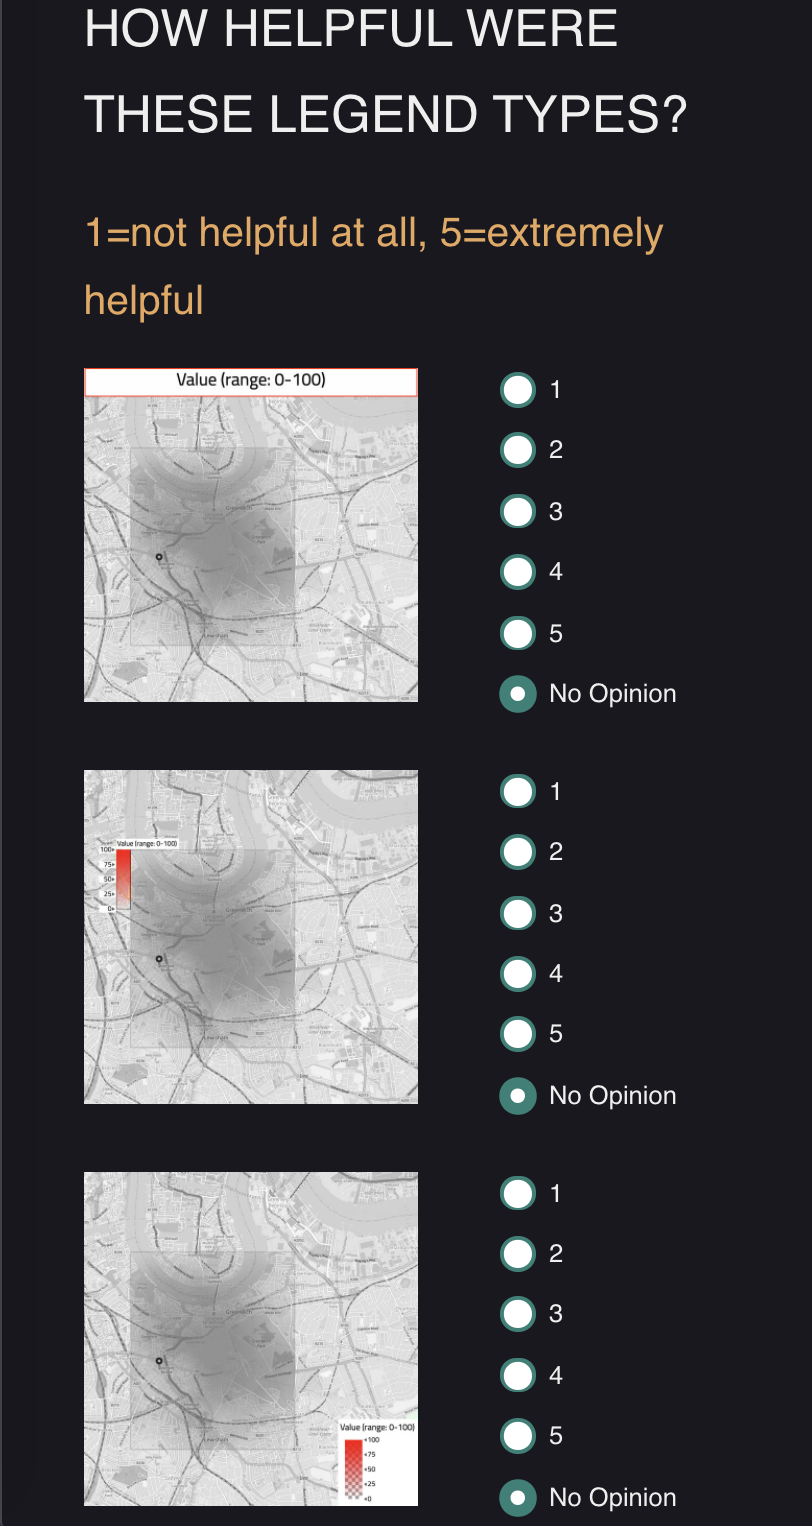 HOW HELPFUL WERE
THESE LEGEND TYPES?
1=not helpful at all, 5=extremely
helpful
Value (range: 0-100)
1
2
3
4
5
No Opinion
Value (range: 0-100)
100
75
50
25
0
Greenwich
Lewisham
1
2
3
4
5
No Opinion
Greenwich
Value (range: 0-100)
100
75
50
25
0
1
2
3
4
5
No Opinion